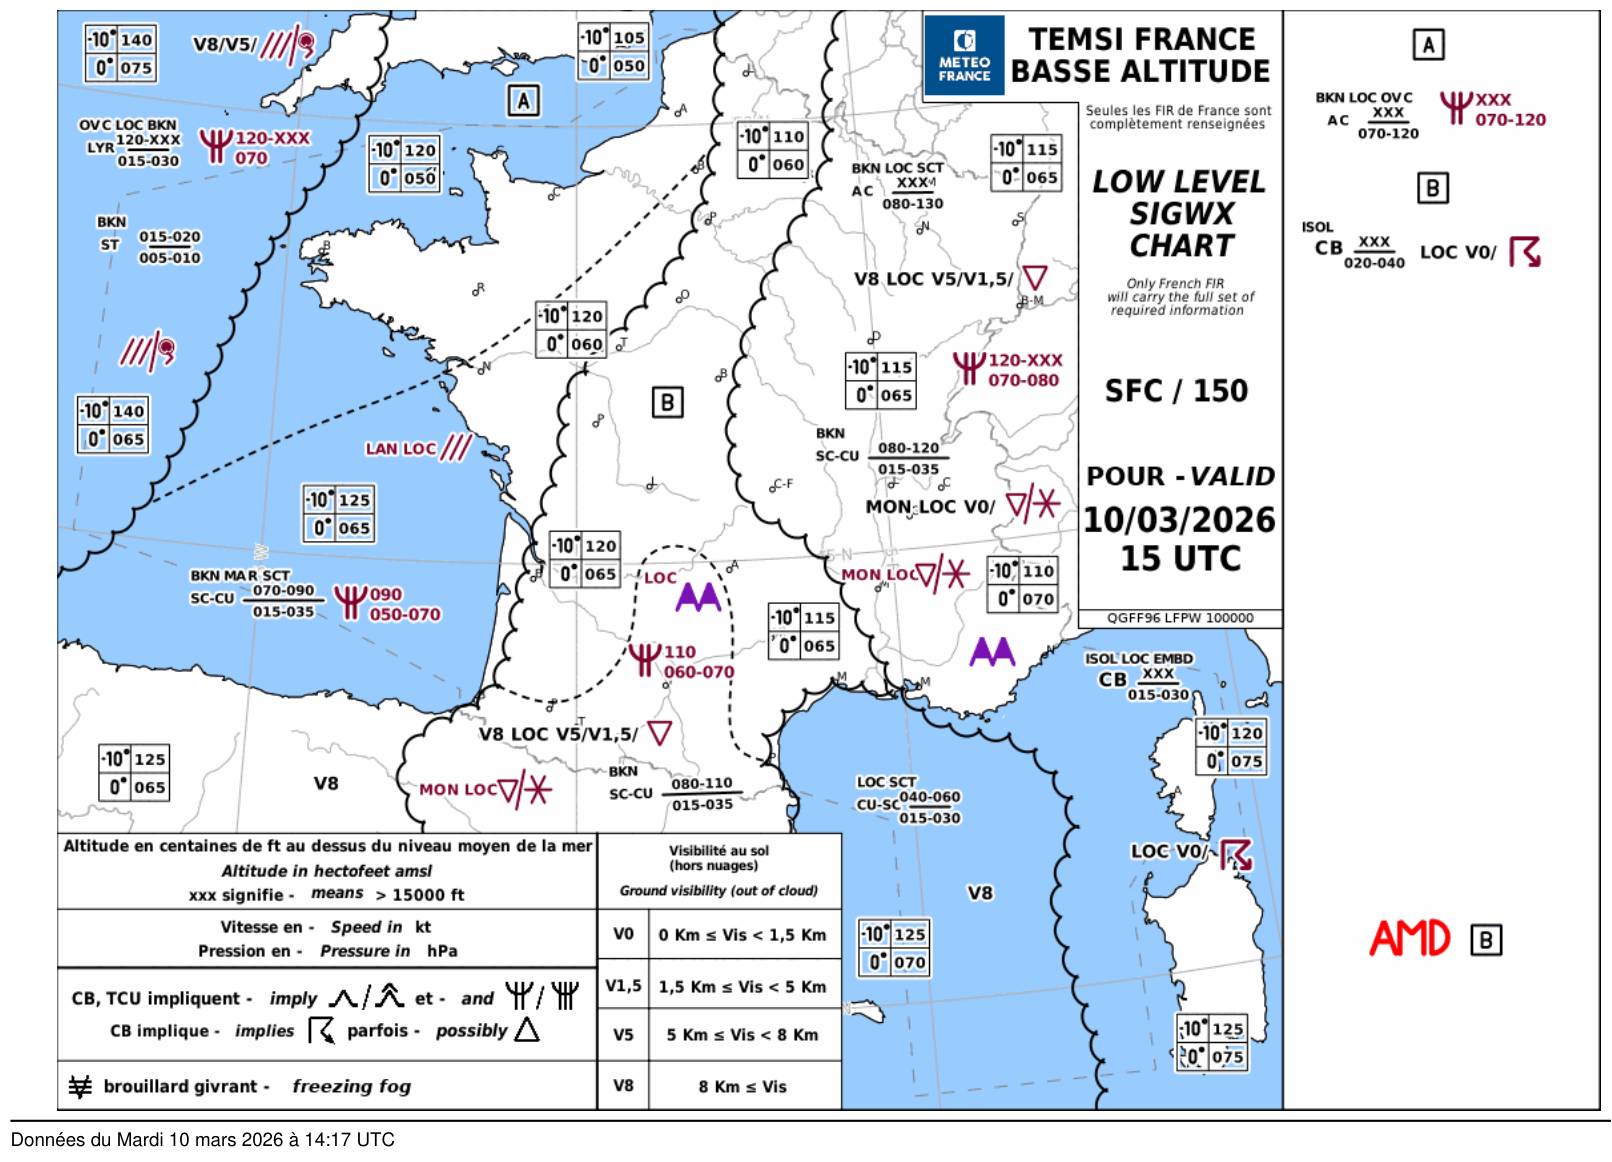 -10° 140
0° 075
V8/V5/
-10° 105
0° 050
A
METEO
FRANCE
TEMSI FRANCE
BASSE ALTITUDE
Seules les FIR de France sont
complètement renseignées
LOW LEVEL
SIGWX
CHART
Only French FIR
will carry the full set of
required information
SFC / 150
POUR - VALID
10/03/2026
15 UTC
QGFF96 LFPW 100000
A
BKN LOC OVC
AC XXX
070-120
XXX
070-120
B
ISOL
CB XXX
020-040
LOC V0/
AMD B
OVC LOC BKN
LYR 120-XXX
015-030
120-XXX
070
-10° 120
0° 050
-10° 110
0° 060
-10° 115
0° 065
BKN LOC SCT
AC XXX
080-130
BKN
ST 015-020
005-010
V8 LOC V5/V1,5/
-10° 120
0° 060
-10° 115
0° 065
120-XXX
070-080
B
-10° 140
0° 065
LAN LOC
BKN
SC-CU 080-120
015-035
-10° 125
0° 065
MON LOC V0/
-10° 120
0° 065
LOC
MON LOC
-10° 110
0° 070
BKN MAR SCT
SC-CU 070-090
015-035
090
050-070
-10° 115
0° 065
110
060-070
ISOL LOC EMBD
CB XXX
015-030
V8 LOC V5/V1,5/
-10° 120
0° 075
-10° 125
0° 065
V8
MON LOC
BKN
SC-CU 080-110
015-035
LOC SCT
CU-SC 040-060
015-030
LOC V0/
V8
-10° 125
0° 070
-10° 125
0° 075
L
A
C
C
B
P
B
R
O
T
N
N
S
B-M
D
B
P
L
C-F
L
C
B
A
M
N
M
M
P
T
P
A
W
5 N
N
Altitude en centaines de ft au dessus du niveau moyen de la mer
Altitude in hectofeet amsl
xxx signifie - means > 15000 ft
Vitesse en - Speed in kt
Pression en - Pressure in hPa
CB, TCU impliquent - imply / et - and /
CB implique - implies parfois - possibly
brouillard givrant - freezing fog
Visibilité au sol
(hors nuages)
Ground visibility (out of cloud)
V0 0 Km ≤ Vis < 1,5 Km
V1,5 1,5 Km ≤ Vis < 5 Km
V5 5 Km ≤ Vis < 8 Km
V8 8 Km ≤ Vis
Données du Mardi 10 mars 2026 à 14:17 UTC